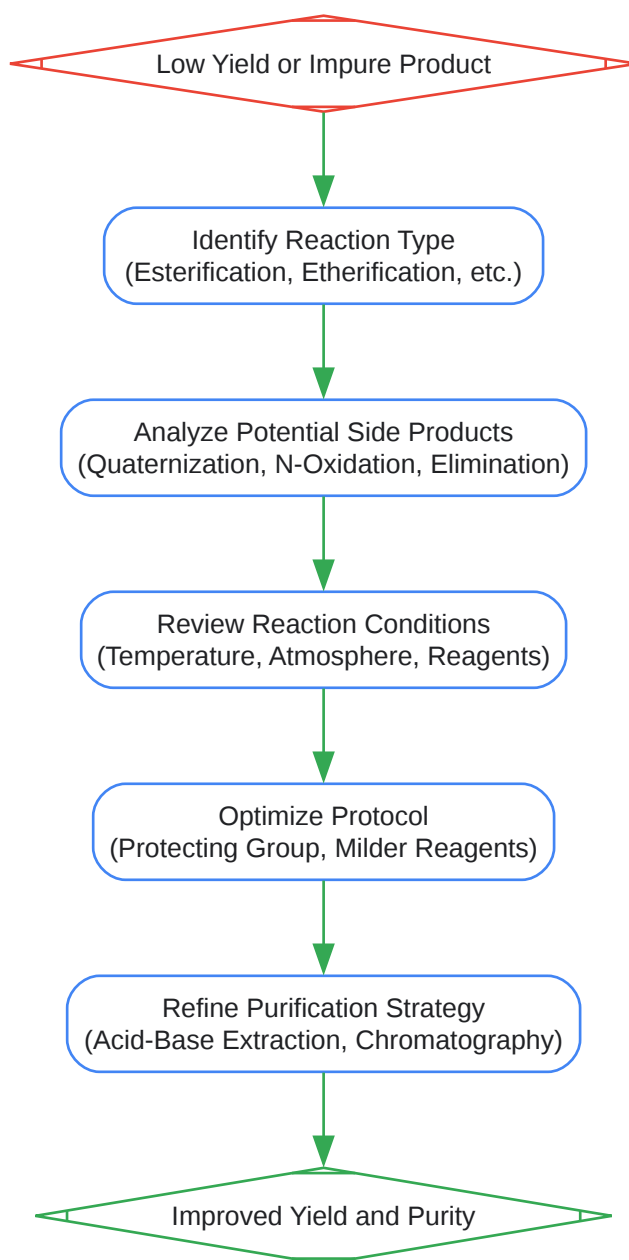 Low Yield or Impure Product
Identify Reaction Type
(Esterification, Etherification, etc.)
Analyze Potential Side Products
(Quaternization, N-Oxidation, Elimination)
Review Reaction Conditions
(Temperature, Atmosphere, Reagents)
Optimize Protocol
(Protecting Group, Milder Reagents)
Refine Purification Strategy
(Acid-Base Extraction, Chromatography)
Improved Yield and Purity